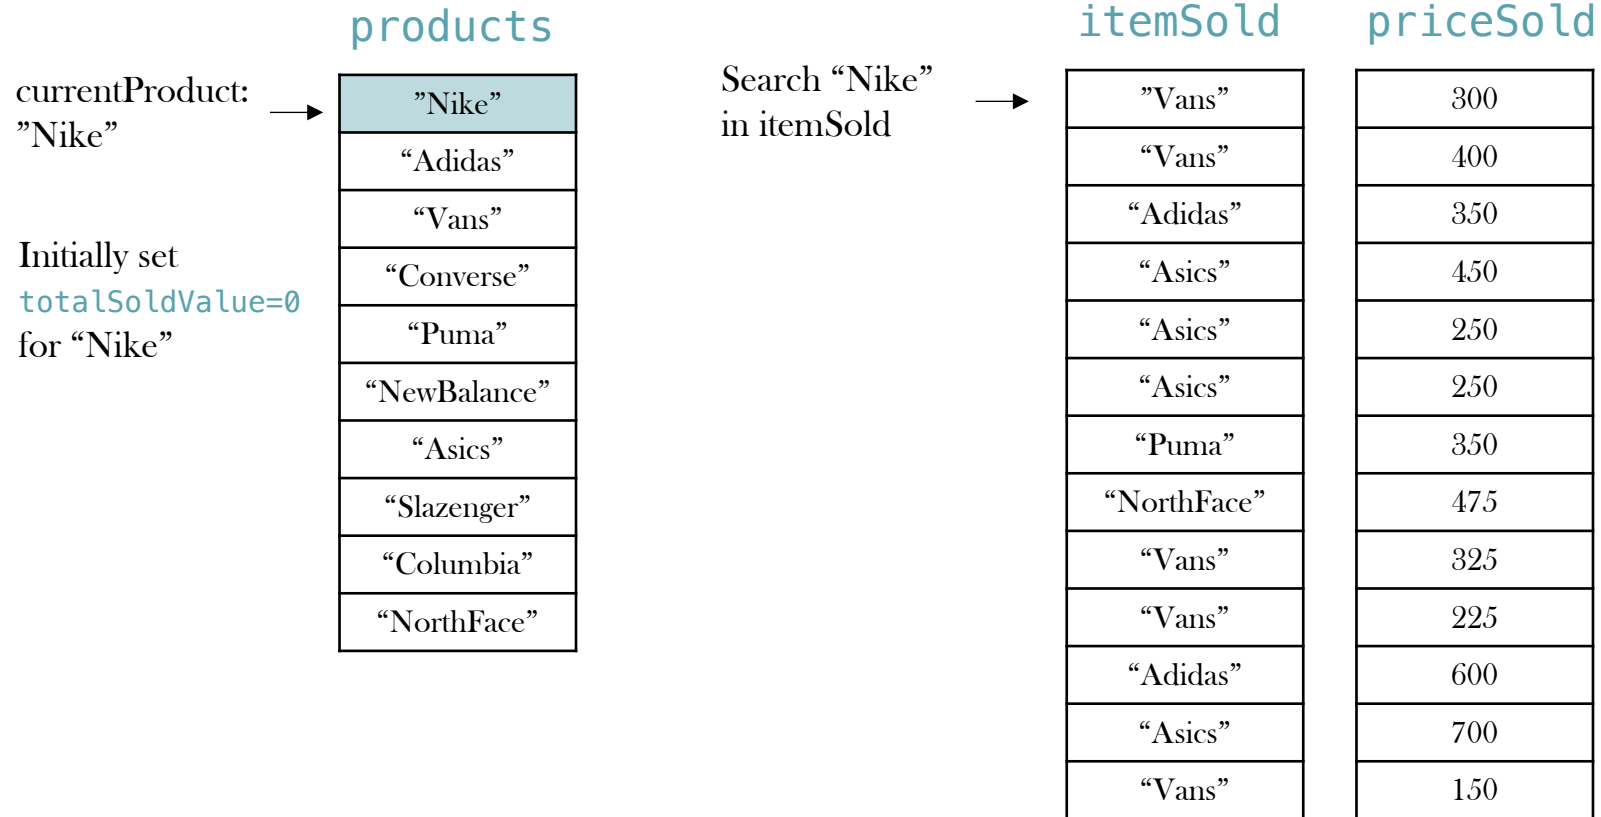 products
itemSold
priceSold
currentProduct:
”Nike”
Search “Nike”
in itemSold
Initially set
totalSoldValue=0
for “Nike”
”Nike”
“Adidas”
“Vans”
“Converse”
“Puma”
“NewBalance”
“Asics”
“Slazenger”
“Columbia”
“NorthFace”
”Vans”
“Vans”
“Adidas”
“Asics”
“Asics”
“Asics”
“Puma”
“NorthFace”
“Vans”
“Vans”
“Adidas”
“Asics”
“Vans”
300
400
350
450
250
250
350
475
325
225
600
700
150